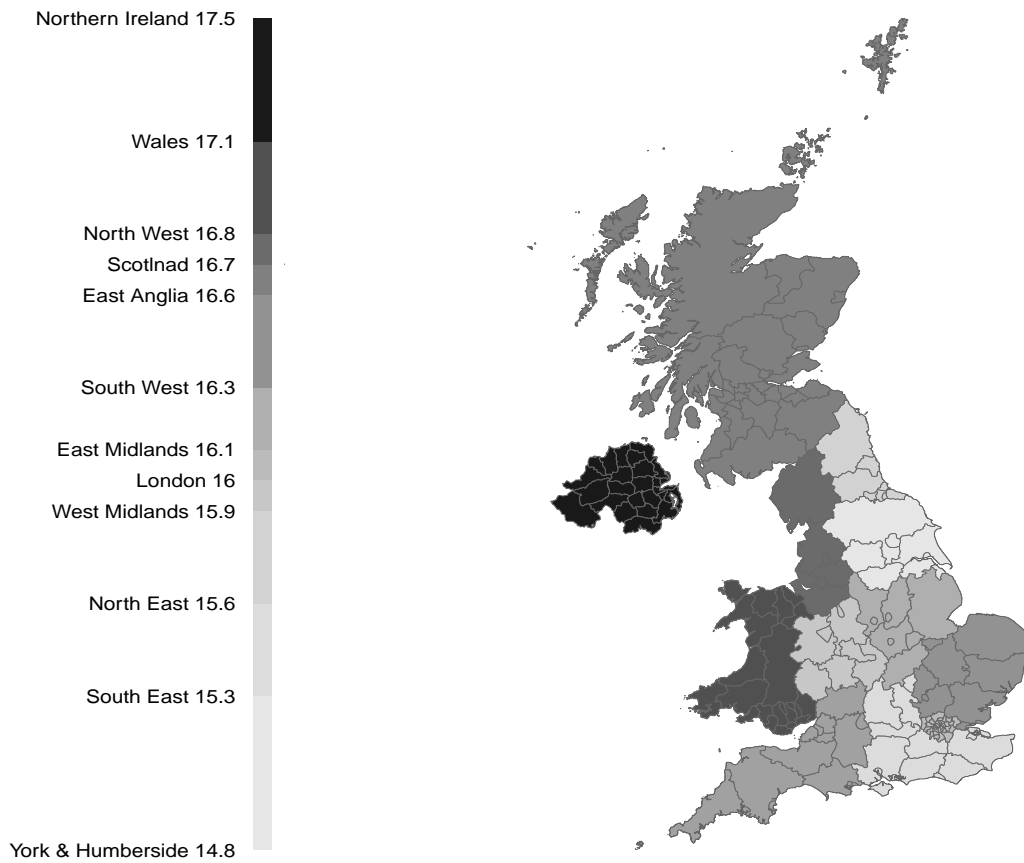 Northern Ireland 17.5
Wales 17.1
North West 16.8
Scotlnad 16.7
East Anglia 16.6
South West 16.3
East Midlands 16.1
London 16
West Midlands 15.9
North East 15.6
South East 15.3
York & Humberside 14.8